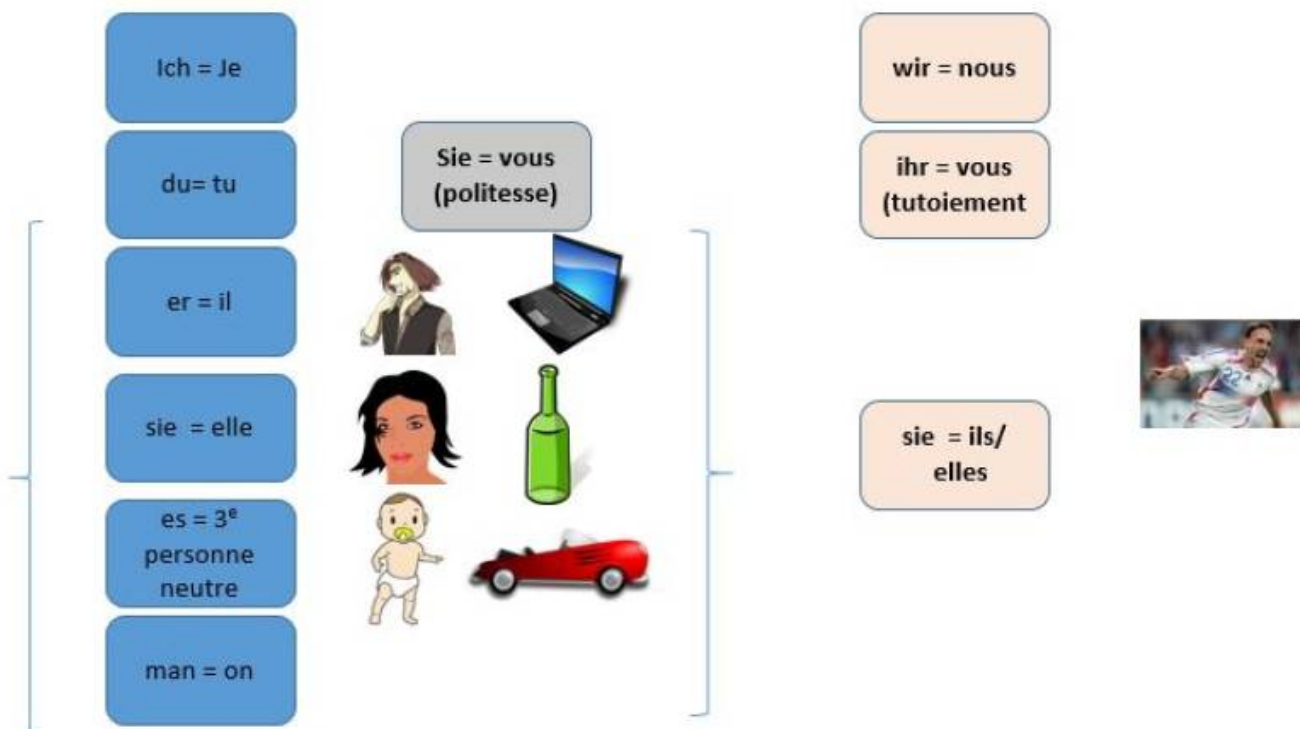 Ich = Je
du= tu
er = il
sie = elle
es = 3e
personne
neutre
man = on
Sie = vous
(politesse)
wir = nous
ihr = vous
(tutoiement
sie = ils/
elles
22